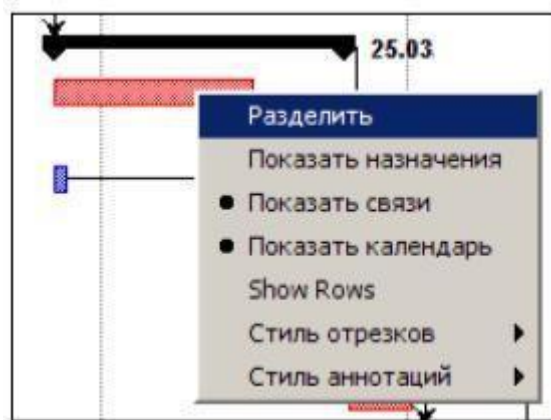 25.03
Разделить
Показать назначения
Показать связи
Показать календарь
Show Rows
Стиль отрезков
Стиль аннотаций